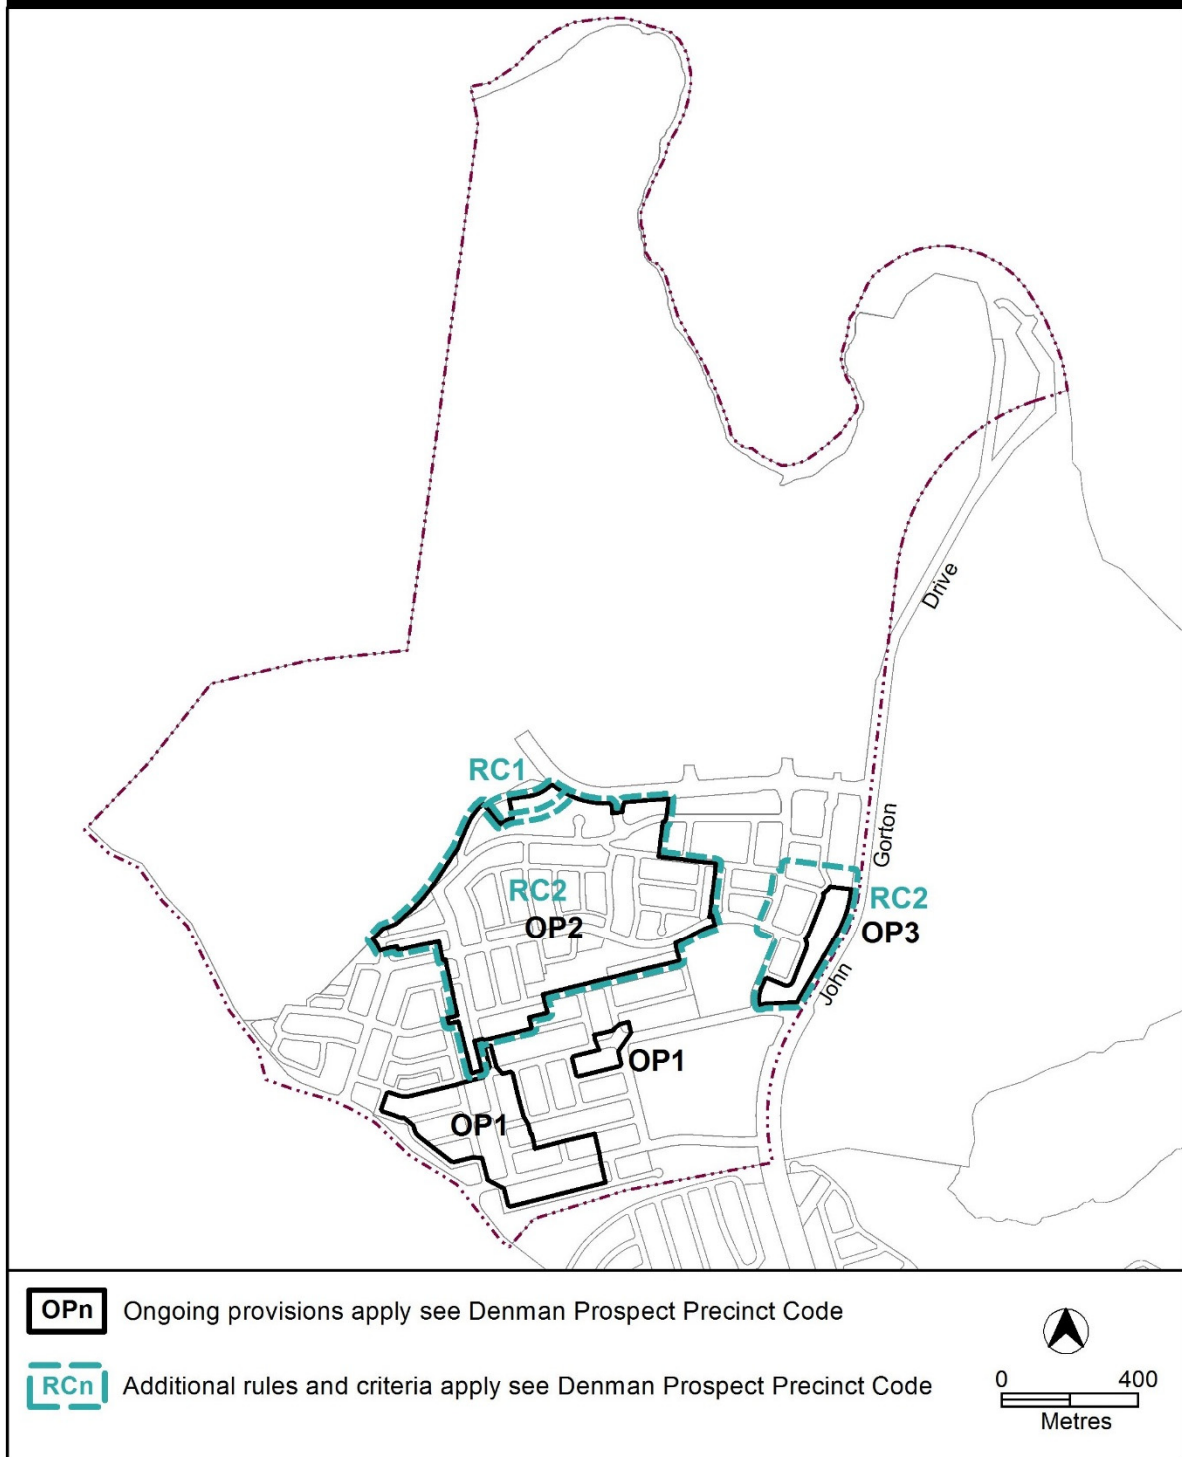 Drive
RC1
Gorton
RC2
RC2
OP2
OP3
John
OP1
OP1
OPn Ongoing provisions apply see Denman Prospect Precinct Code
RCn Additional rules and criteria apply see Denman Prospect Precinct Code
0 400
Metres